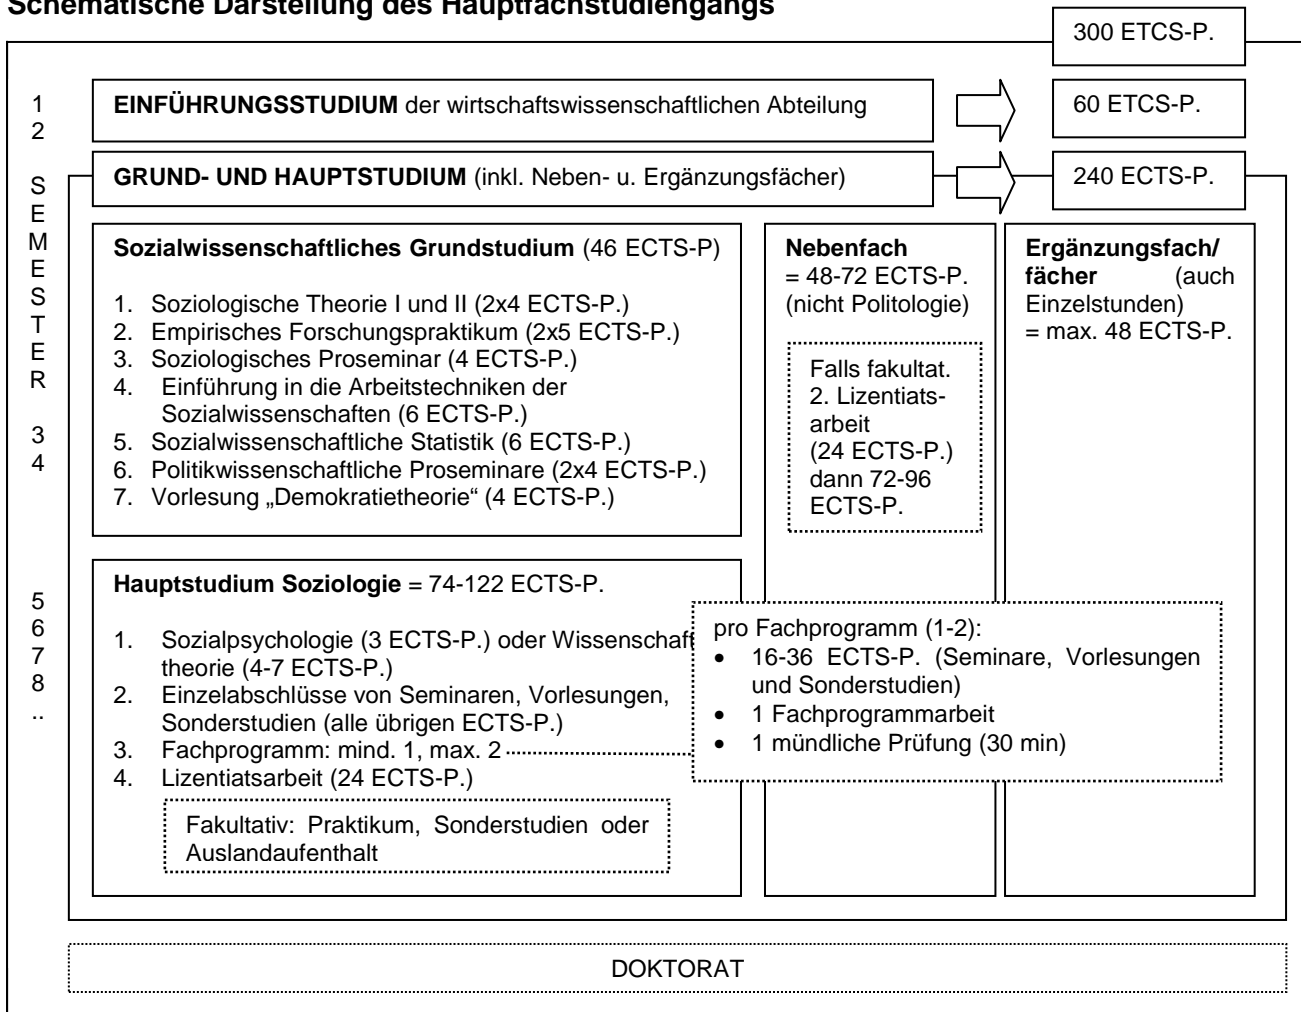 Schematische Darstellung des Hauptfachstudiengangs
300 ETCS-P.
1
2
SEMESTER
3
4
5
6
7
8
..
EINFÜHRUNGSSTUDIUM der wirtschaftswissenschaftlichen Abteilung
60 ETCS-P.
GRUND- UND HAUPTSTUDIUM (inkl. Neben- u. Ergänzungsfächer)
240 ECTS-P.
Sozialwissenschaftliches Grundstudium (46 ECTS-P)
1. Soziologische Theorie I und II (2x4 ECTS-P.)
2. Empirisches Forschungspraktikum (2x5 ECTS-P.)
3. Soziologisches Proseminar (4 ECTS-P.)
4. Einführung in die Arbeitstechniken der
Sozialwissenschaften (6 ECTS-P.)
5. Sozialwissenschaftliche Statistik (6 ECTS-P.)
6. Politikwissenschaftliche Proseminare (2x4 ECTS-P.)
7. Vorlesung „Demokratietheorie“ (4 ECTS-P.)
Nebenfach
= 48-72 ECTS-P.
(nicht Politologie)
Falls fakultat.
2. Lizentiats-
arbeit
(24 ECTS-P.)
dann 72-96
ECTS-P.
Ergänzungsfach/
fächer (auch
Einzelstunden)
= max. 48 ECTS-P.
Hauptstudium Soziologie = 74-122 ECTS-P.
1. Sozialpsychologie (3 ECTS-P.) oder Wissenschaft
theorie (4-7 ECTS-P.)
2. Einzelabschlüsse von Seminaren, Vorlesungen,
Sonderstudien (alle übrigen ECTS-P.)
3. Fachprogramm: mind. 1, max. 2
4. Lizentiatsarbeit (24 ECTS-P.)
Fakultativ: Praktikum, Sonderstudien oder
Auslandaufenthalt
pro Fachprogramm (1-2):
• 16-36 ECTS-P. (Seminare, Vorlesungen
und Sonderstudien)
• 1 Fachprogrammarbeit
• 1 mündliche Prüfung (30 min)
DOKTORAT